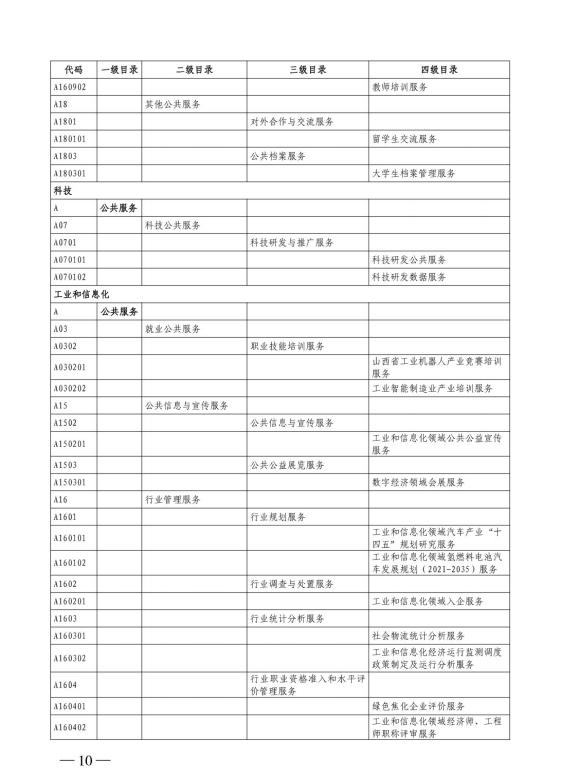 代码 一级目录 二级目录 三级目录 四级目录
A160902 教师培训服务
A18 其他公共服务
A1801 对外合作与交流服务
A180101 留学生交流服务
A1803 公共档案服务
A180301 大学生档案管理服务
科技
A 公共服务
A07 科技公共服务
A0701 科技研发与推广服务
A070101 科技研发公共服务
A070102 科技研发数据服务
工业和信息化
A 公共服务
A03 就业公共服务
A0302 职业技能培训服务
A030201 山西省工业机器人产业竞赛培训
服务
A030202 工业智能制造业产业培训服务
A15 公共信息与宣传服务
A1502 公共信息与宣传服务
A150201 工业和信息化领域公共公益宣传
服务
A1503 公共公益展览服务
A150301 数字经济领域会展服务
A16 行业管理服务
A1601 行业规划服务
A160101 工业和信息化领域汽车产业“十
四五”规划研究服务
A160102 工业和信息化领域氢燃料电池汽
车发展规划（2021-2035）服务
A1602 行业调查与处置服务
A160201 工业和信息化领域入企服务
A1603 行业统计分析服务
A160301 社会物流统计分析服务
A160302 工业和信息化经济运行监测调度
政策制定及运行分析服务
A1604 行业职业资格准入和水平评
价管理服务
A160401 绿色焦化企业评价服务
A160402 工业和信息化领域经济师、工程
师职称评审服务
— 10 —